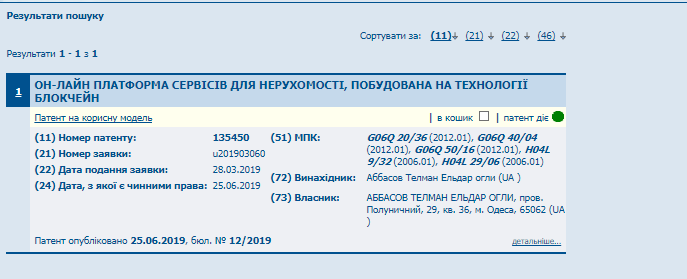 Результати пошуку
Сортувати за: (11) (21) (22) (46)
Результати 1 - 1 з 1
1
ОН-ЛАЙН ПЛАТФОРМА СЕРВІСІВ ДЛЯ НЕРУХОМОСТІ, ПОБУДОВАНА НА ТЕХНОЛОГІЇ
БЛОКЧЕЙН
Патент на корисну модель | в кошик | патент діє
(11) Номер патенту: 135450
(21) Номер заявки: u201903060
(22) Дата подання заявки: 28.03.2019
(24) Дата, з якої є чинними права: 25.06.2019
(51) МПК: G06Q 20/36 (2012.01), G06Q 40/04
(2012.01), G06Q 50/16 (2012.01), H04L
9/32 (2006.01), H04L 29/06 (2006.01)
(72) Винахідник: Аббасов Телман Ельдар огли (UA )
(73) Власник: АББАСОВ ТЕЛМАН ЕЛЬДАР ОГЛИ, пров.
Полуничний, 29, кв. 36, м. Одеса, 65062 (UA
)
Патент опубліковано 25.06.2019, бюл. № 12/2019
детальніше...